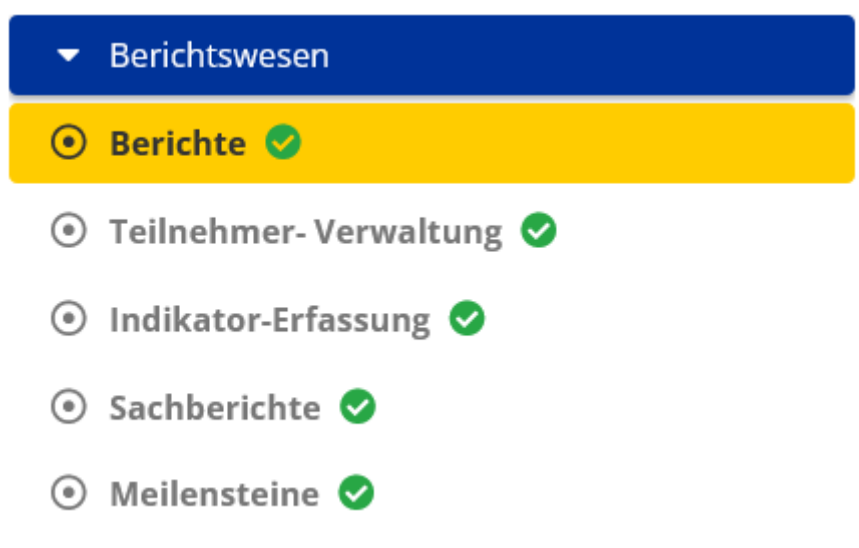 Berichtswesen
Berichte
Teilnehmer- Verwaltung
Indikator-Erfassung
Sachberichte
Meilensteine